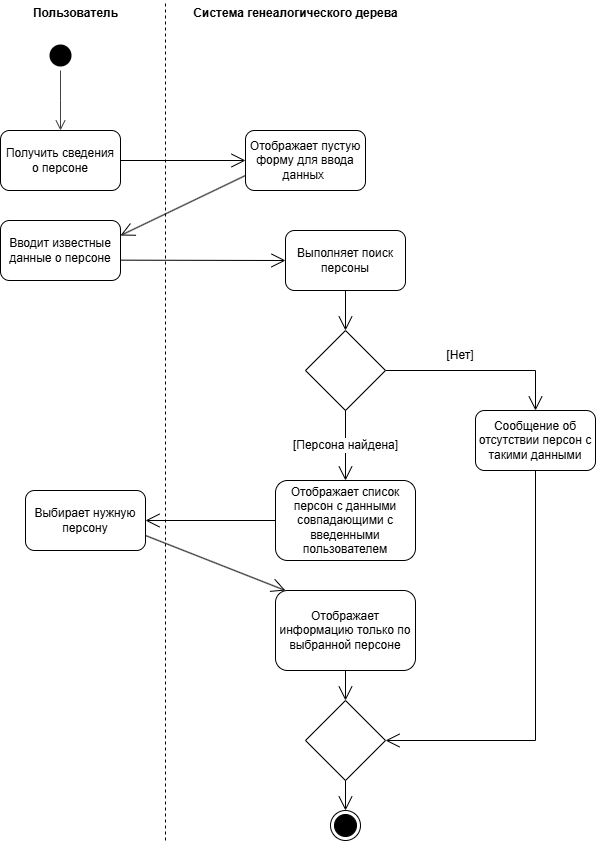 Пользователь
Система генеалогического дерева
Получить сведения
о персоне
Отображает пустую
форму для ввода
данных
Вводит известные
данные о персоне
Выполняет поиск
персоны
[Нет]
Сообщение об
отсутствии персон с
такими данными
[Персона найдена]
Отображает список
персон с данными
совпадающими с
введенными
пользователем
Выбирает нужную
персону
Отображает
информацию только по
выбранной персоне